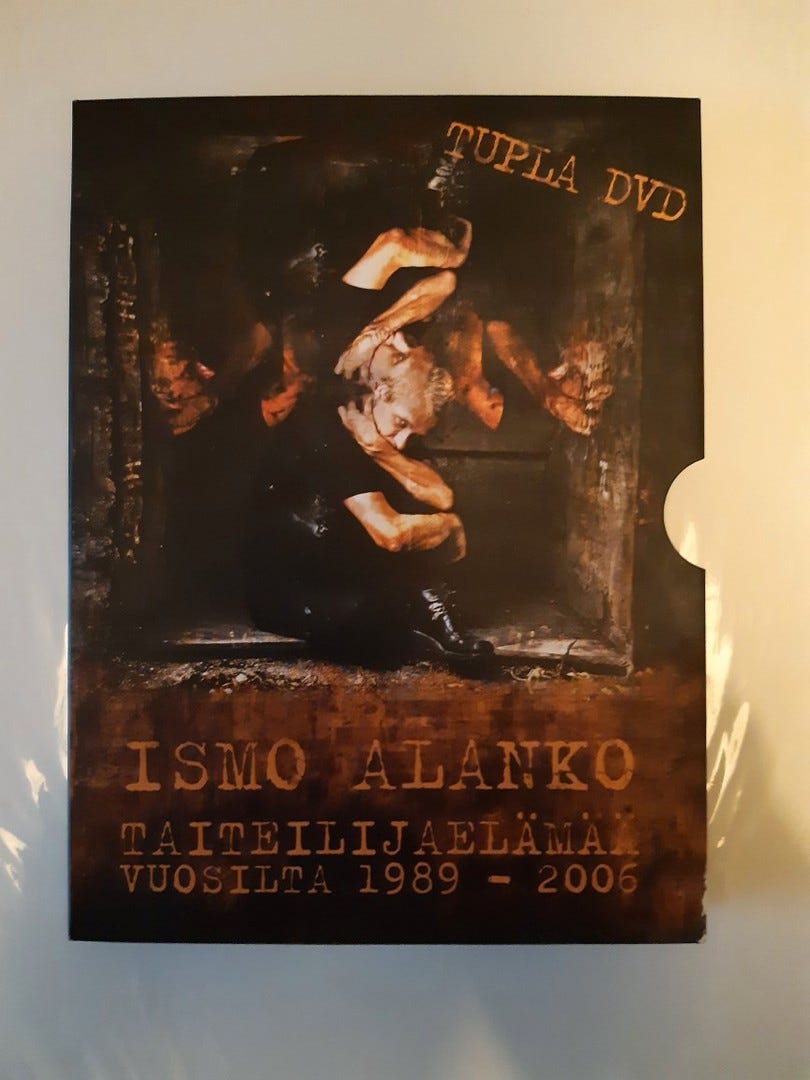 TUPLA DVD
ISMO ALANKO
TAITEILIJAELÄMÄÄ
VUOSILTA 1989 - 2006